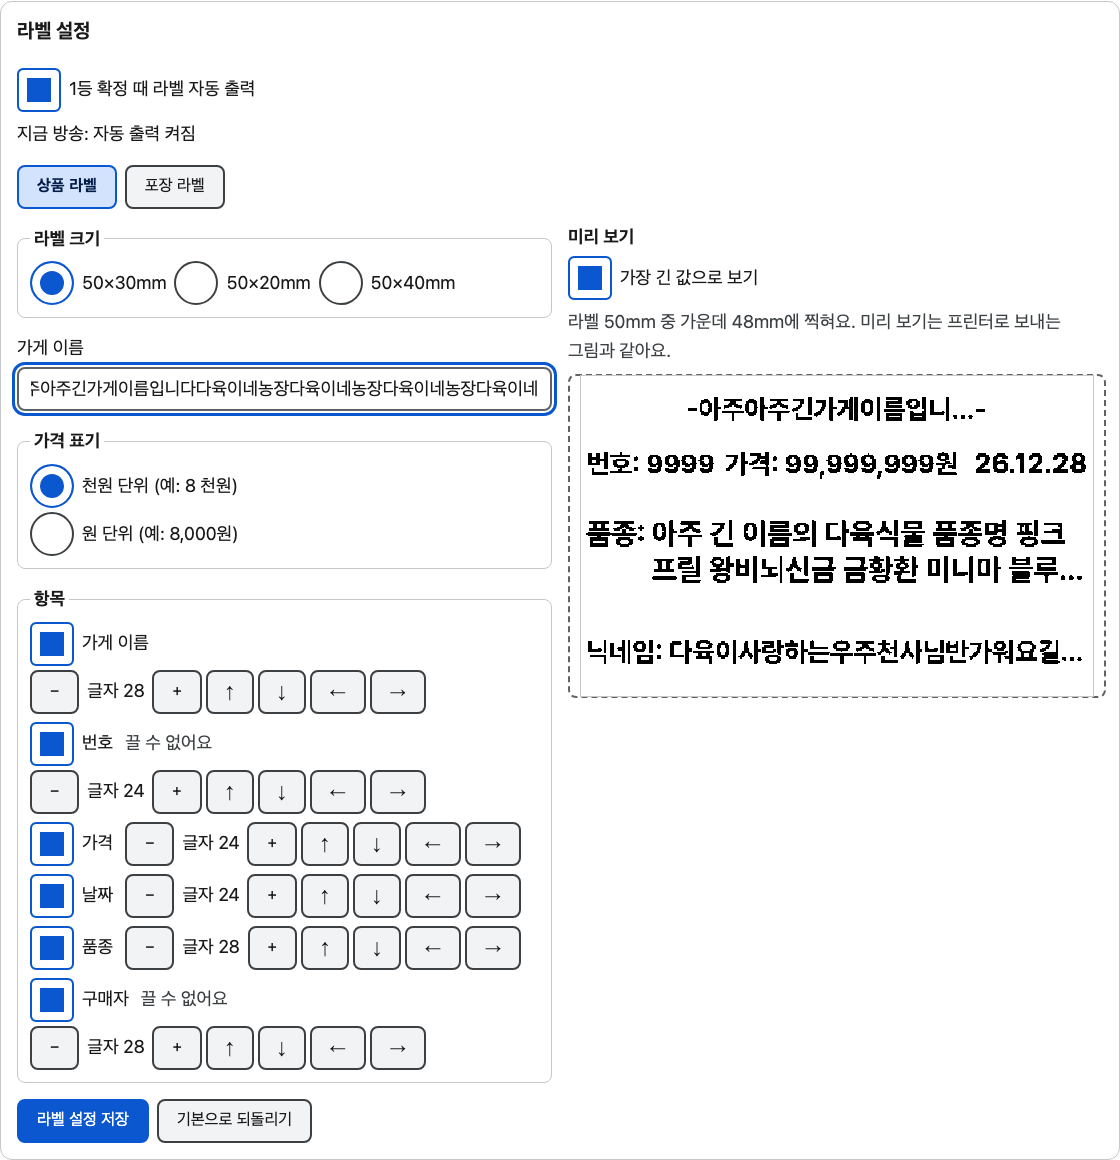 라벨 설정
1등 확정 때 라벨 자동 출력
지금 방송: 자동 출력 켜짐
상품 라벨 포장 라벨
라벨 크기
50×30mm 50×20mm 50×40mm
가게 이름
아주긴가게이름입니다다육이네농장다육이네농장다육이네농장다육이네
가격 표기
천원 단위 (예: 8 천원)
원 단위 (예: 8,000원)
항목
가게 이름
− 글자 28 + ↑ ↓ ← →
번호 끌 수 없어요
− 글자 24 + ↑ ↓ ← →
가격 − 글자 24 + ↑ ↓ ← →
날짜 − 글자 24 + ↑ ↓ ← →
품종 − 글자 28 + ↑ ↓ ← →
구매자 끌 수 없어요
− 글자 28 + ↑ ↓ ← →
라벨 설정 저장 기본으로 되돌리기
미리 보기
가장 긴 값으로 보기
라벨 50mm 중 가운데 48mm에 찍혀요. 미리 보기는 프린터로 보내는
그림과 같아요.
-아주아주긴가게이름입니...-
번호: 9999 가격: 99,999,999원 26.12.28
품종: 아주 긴 이름의 다육식물 품종명 핑크
프릴 왕비뇌신금 금황환 미니마 블루...
닉네임: 다육이사랑하는우주천사님반가워요길...